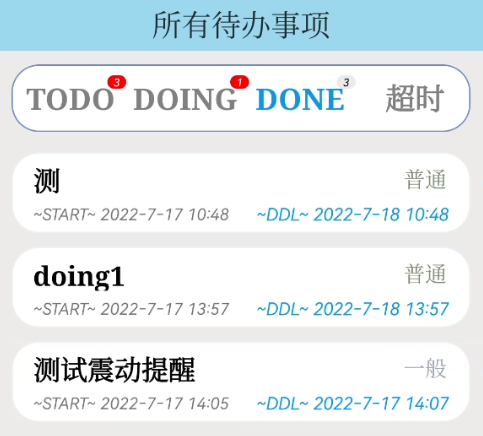 所有待办事项
TODO 3 DOING 1 DONE 3 超时
测 普通
~START~ 2022-7-17 10:48 ~DDL~ 2022-7-18 10:48
doing1 普通
~START~ 2022-7-17 13:57 ~DDL~ 2022-7-18 13:57
测试震动提醒 一般
~START~ 2022-7-17 14:05 ~DDL~ 2022-7-17 14:07